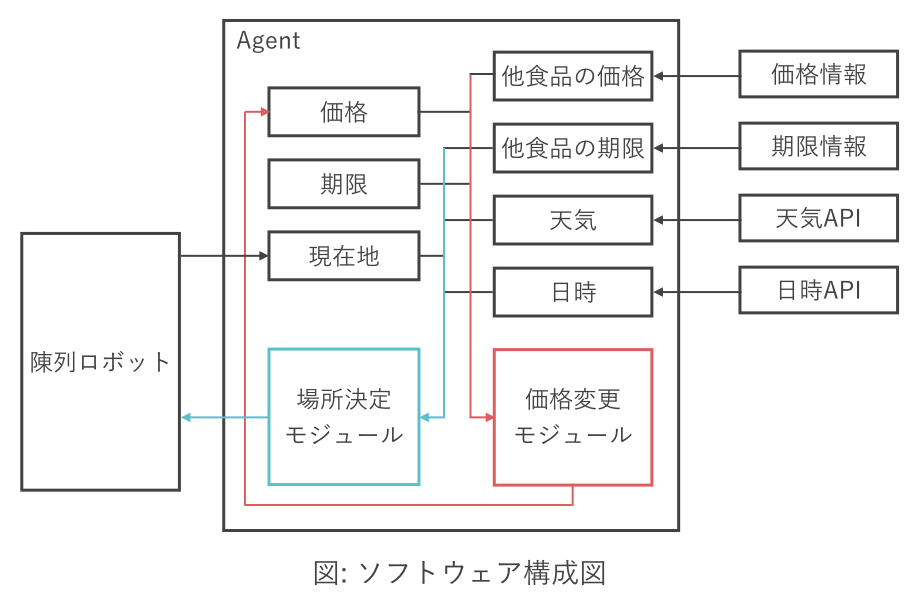 Agent
価格
期限
現在地
他食品の価格
他食品の期限
天気
日時
価格情報
期限情報
天気API
日時API
陳列ロボット
場所決定
モジュール
価格変更
モジュール
図: ソフトウェア構成図